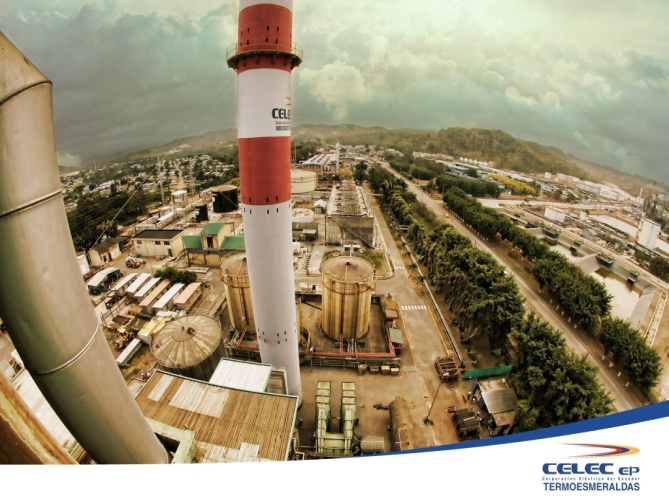 CELEC
CELEC EP
Corporación Eléctrica del Ecuador
TERMOESMERALDAS